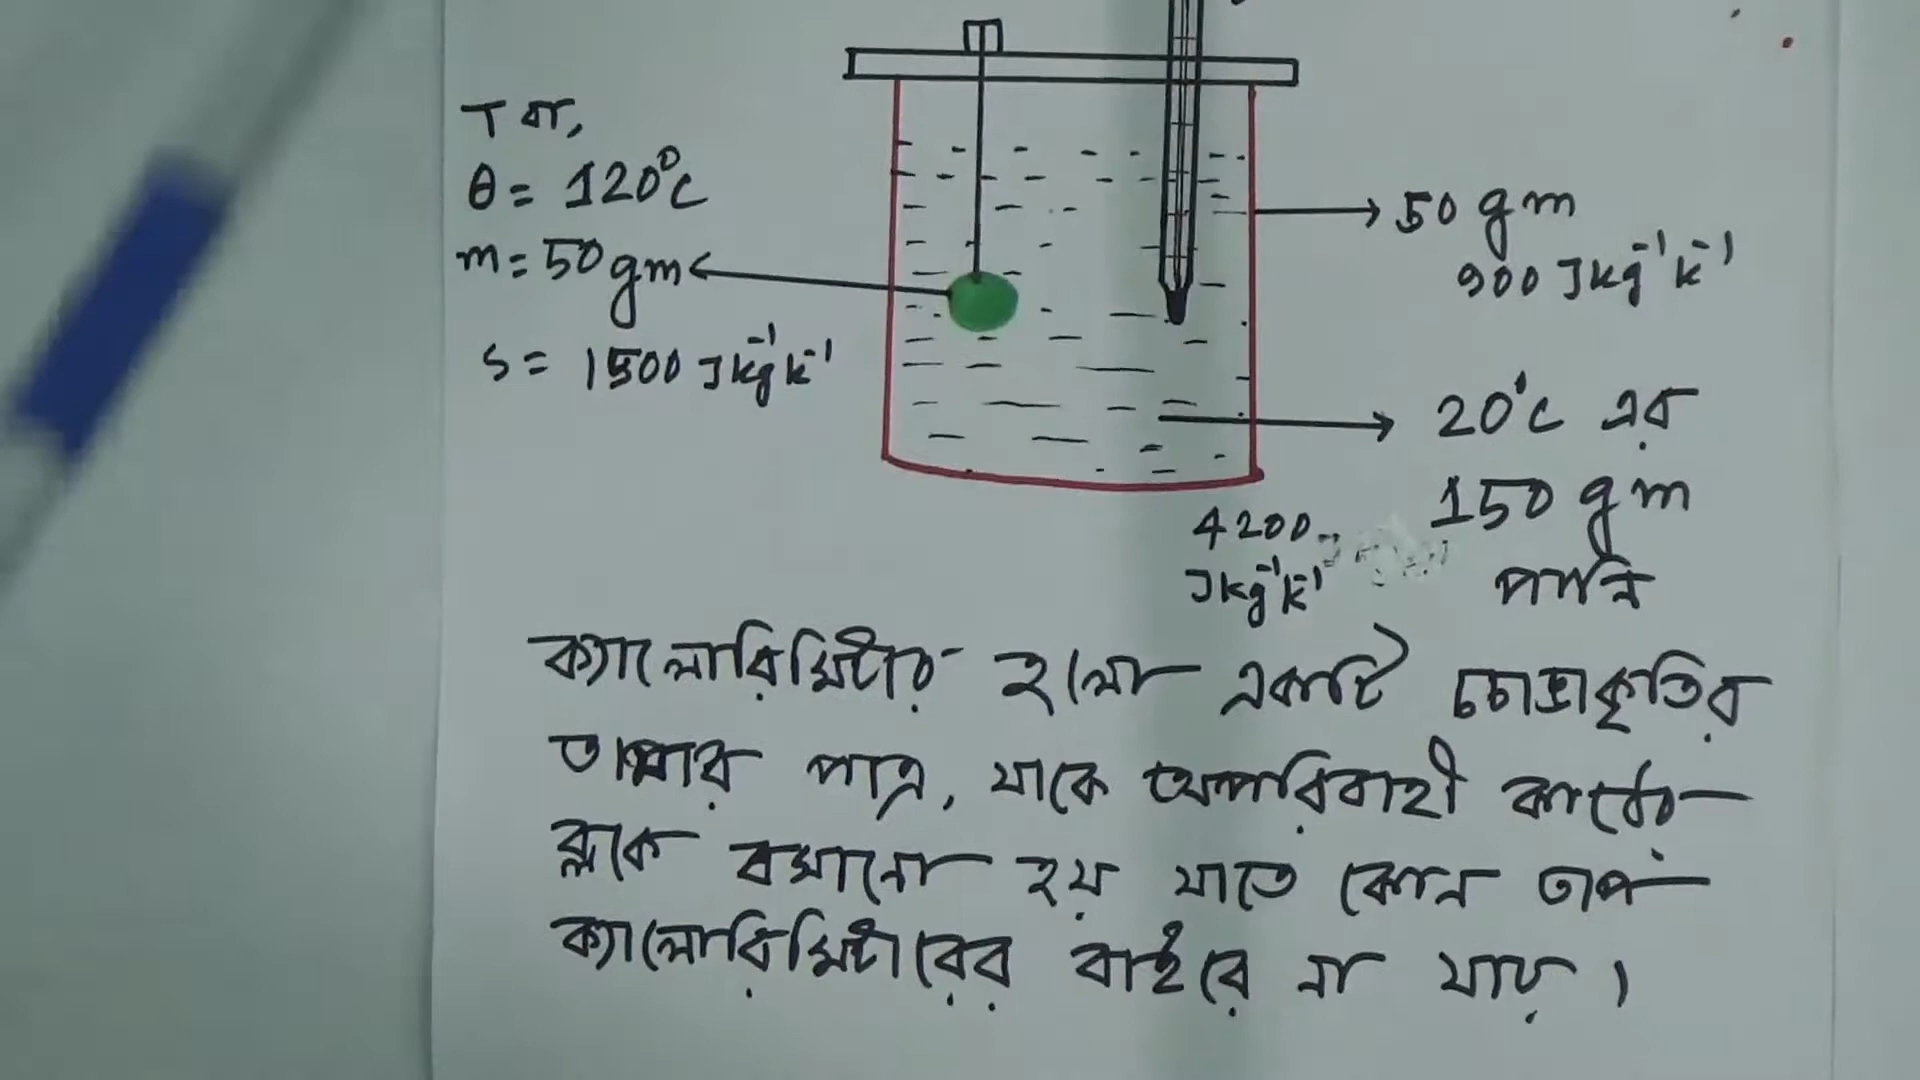 T বা,
θ = 120°C
m = 50 gm
S = 1500 Jkg⁻¹k⁻¹
50 gm
900 Jkg⁻¹k⁻¹
20°C এর
150 gm
পানি
4200
Jkg⁻¹k⁻¹
ক্যালোরিমিটার হলো একটি চোঙাকৃতির
তামার পাত্র, যাকে অপরিবাহী কাঠের
ব্লকে বসানো হয় যাতে কোন তাপ
ক্যালোরিমিটারের বাইরে না যায়।